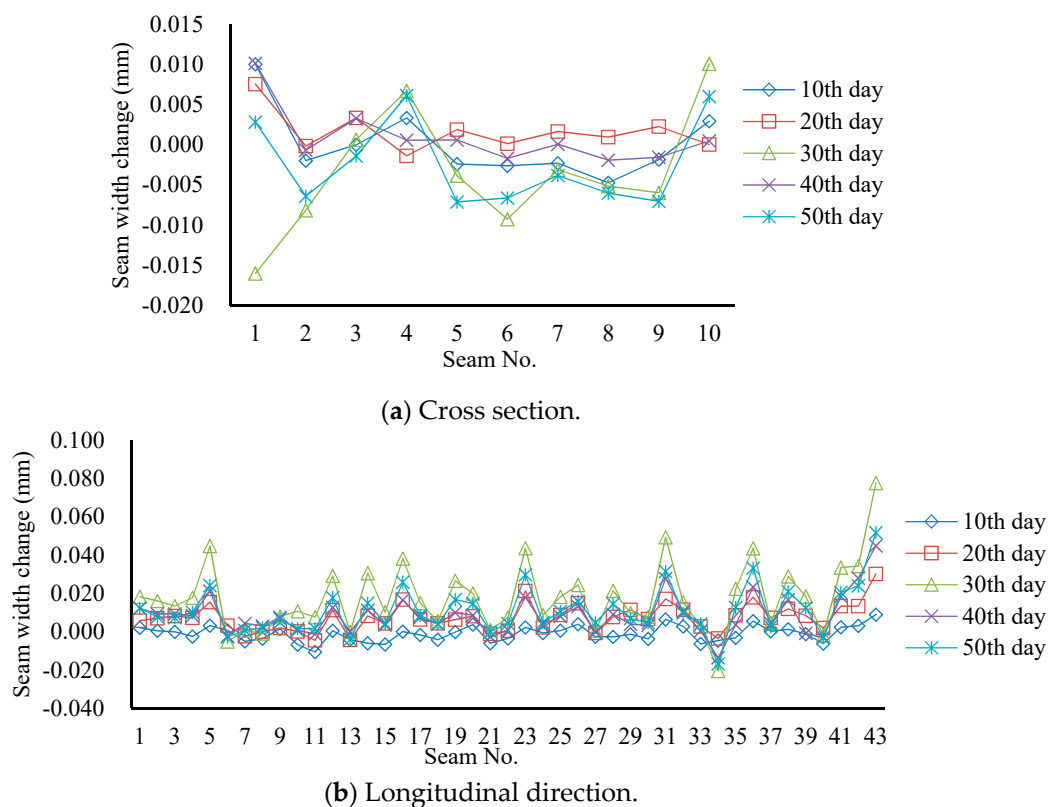 0.015
0.010
0.005
0.000
-0.005
-0.010
-0.015
-0.020
Seam width change (mm)
1 2 3 4 5 6 7 8 9 10
Seam No.
10th day
20th day
30th day
40th day
50th day
(a) Cross section.
0.100
0.080
0.060
0.040
0.020
0.000
-0.020
-0.040
Seam width change (mm)
1 3 5 7 9 11 13 15 17 19 21 23 25 27 29 31 33 35 37 39 41 43
Seam No.
10th day
20th day
30th day
40th day
50th day
(b) Longitudinal direction.